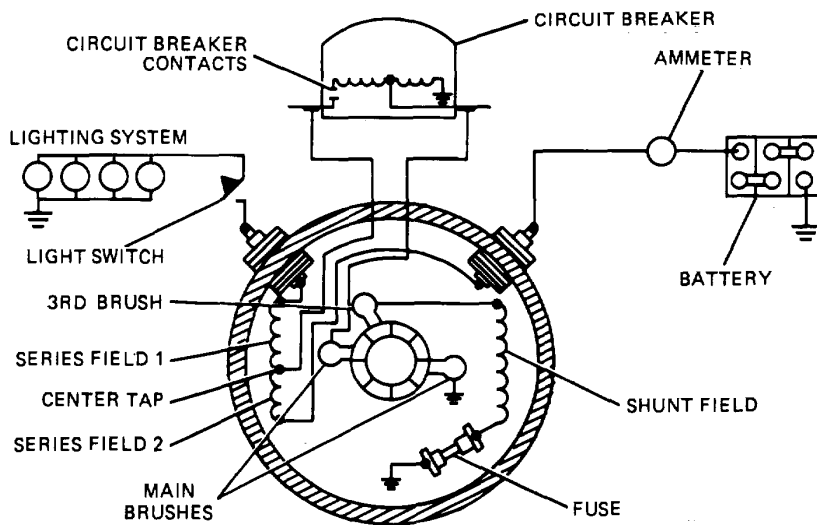 CIRCUIT BREAKER
CIRCUIT BREAKER
CONTACTS
AMMETER
LIGHTING SYSTEM
LIGHT SWITCH
BATTERY
3RD BRUSH
SERIES FIELD 1
CENTER TAP
SHUNT FIELD
SERIES FIELD 2
MAIN
BRUSHES
FUSE